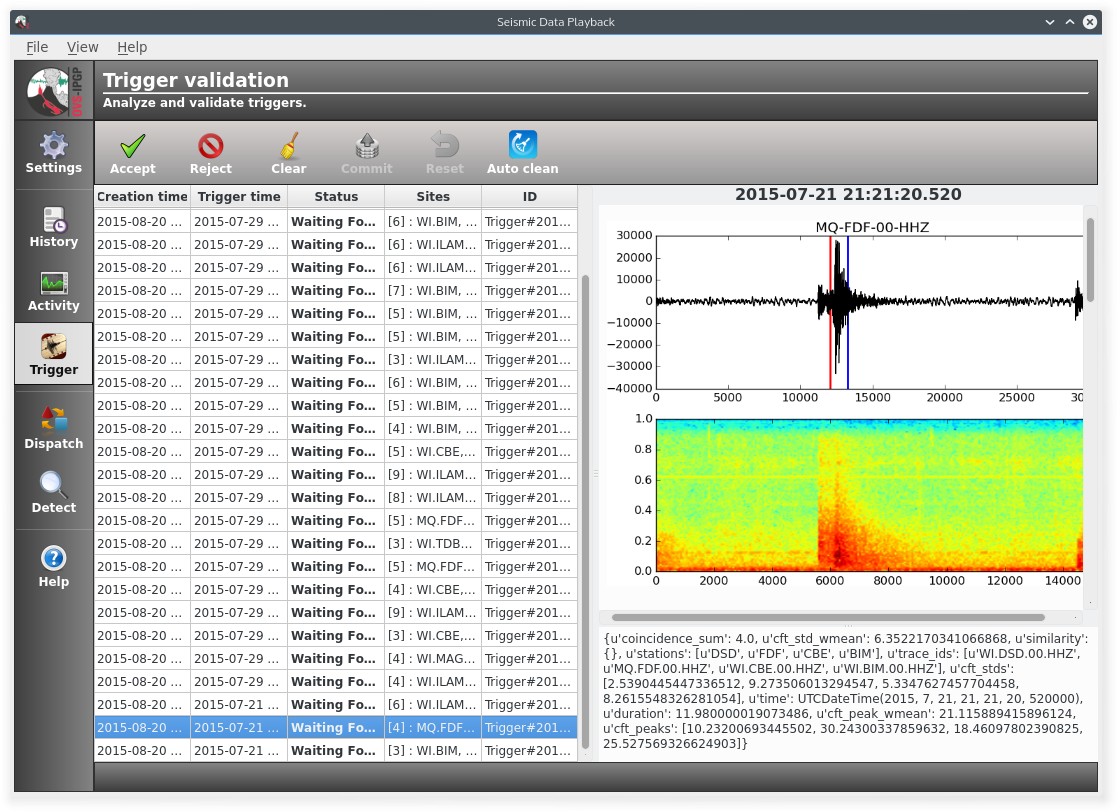 Seismic Data Playback
File View Help
OVS-IPGP
Trigger validation
Analyze and validate triggers.
Settings
History
Activity
Trigger
Dispatch
Detect
Help
Accept Reject Clear Commit Reset Auto clean
Creation time Trigger time Status Sites ID
2015-08-20 ... 2015-07-29 ... Waiting Fo... [6] : WI.BIM, ... Trigger#201...
2015-08-20 ... 2015-07-29 ... Waiting Fo... [6] : WI.ILAM... Trigger#201...
2015-08-20 ... 2015-07-29 ... Waiting Fo... [6] : WI.ILAM... Trigger#201...
2015-08-20 ... 2015-07-29 ... Waiting Fo... [7] : WI.BIM, ... Trigger#201...
2015-08-20 ... 2015-07-29 ... Waiting Fo... [5] : WI.BIM, ... Trigger#201...
2015-08-20 ... 2015-07-29 ... Waiting Fo... [5] : WI.BIM, ... Trigger#201...
2015-08-20 ... 2015-07-29 ... Waiting Fo... [3] : WI.ILAM... Trigger#201...
2015-08-20 ... 2015-07-29 ... Waiting Fo... [6] : WI.BIM, ... Trigger#201...
2015-08-20 ... 2015-07-29 ... Waiting Fo... [5] : WI.BIM, ... Trigger#201...
2015-08-20 ... 2015-07-29 ... Waiting Fo... [4] : WI.BIM, ... Trigger#201...
2015-08-20 ... 2015-07-29 ... Waiting Fo... [5] : WI.CBE,... Trigger#201...
2015-08-20 ... 2015-07-29 ... Waiting Fo... [9] : WI.ILAM... Trigger#201...
2015-08-20 ... 2015-07-29 ... Waiting Fo... [8] : WI.ILAM... Trigger#201...
2015-08-20 ... 2015-07-29 ... Waiting Fo... [5] : MQ.FDF... Trigger#201...
2015-08-20 ... 2015-07-29 ... Waiting Fo... [3] : WI.TDB... Trigger#201...
2015-08-20 ... 2015-07-29 ... Waiting Fo... [5] : MQ.FDF... Trigger#201...
2015-08-20 ... 2015-07-29 ... Waiting Fo... [4] : WI.CBE,... Trigger#201...
2015-08-20 ... 2015-07-29 ... Waiting Fo... [9] : WI.ILAM... Trigger#201...
2015-08-20 ... 2015-07-29 ... Waiting Fo... [3] : WI.CBE,... Trigger#201...
2015-08-20 ... 2015-07-29 ... Waiting Fo... [4] : WI.MAG... Trigger#201...
2015-08-20 ... 2015-07-29 ... Waiting Fo... [4] : WI.ILAM... Trigger#201...
2015-08-20 ... 2015-07-29 ... Waiting Fo... [6] : WI.ILAM... Trigger#201...
2015-08-20 ... 2015-07-21 ... Waiting Fo... [4] : MQ.FDF... Trigger#201...
2015-08-20 ... 2015-07-21 ... Waiting Fo... [3] : WI.BIM, ... Trigger#201...
2015-07-21 21:21:20.520
MQ-FDF-00-HHZ
30000
20000
10000
0
−10000
−20000
−30000
−40000
0 5000 10000 15000 20000 25000 30
1.0
0.8
0.6
0.4
0.2
0.0
0 2000 4000 6000 8000 10000 12000 14000
{u'coincidence_sum': 4.0, u'cft_std_wmean': 6.3522170341066868, u'similarity':
{}, u'stations': [u'DSD', u'FDF', u'CBE', u'BIM'], u'trace_ids': [u'WI.DSD.00.HHZ',
u'MQ.FDF.00.HHZ', u'WI.CBE.00.HHZ', u'WI.BIM.00.HHZ'], u'cft_stds':
[2.5390445447336512, 9.273506013294547, 5.3347627457704458,
8.2615548326281054], u'time': UTCDateTime(2015, 7, 21, 21, 21, 20, 520000),
u'duration': 11.980000019073486, u'cft_peak_wmean': 21.115889415896124,
u'cft_peaks': [10.23200693445502, 30.24300337859632, 18.46097802390825,
25.527569326624903]}